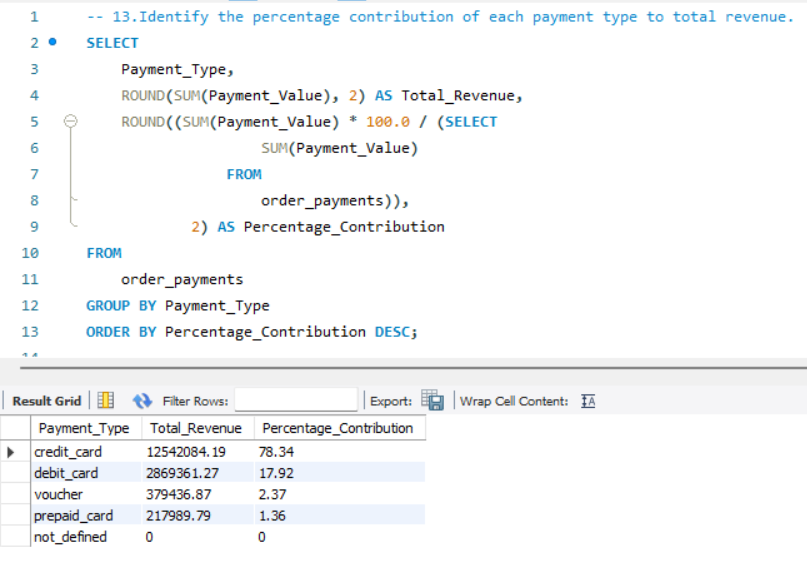 1 -- 13.Identify the percentage contribution of each payment type to total revenue.
2 SELECT
3 Payment_Type,
4 ROUND(SUM(Payment_Value), 2) AS Total_Revenue,
5 ROUND((SUM(Payment_Value) * 100.0 / (SELECT
6 SUM(Payment_Value)
7 FROM
8 order_payments)),
9 2) AS Percentage_Contribution
10 FROM
11 order_payments
12 GROUP BY Payment_Type
13 ORDER BY Percentage_Contribution DESC;
Result Grid Filter Rows: Export: Wrap Cell Content:
Payment_Type Total_Revenue Percentage_Contribution
credit_card 12542084.19 78.34
debit_card 2869361.27 17.92
voucher 379436.87 2.37
prepaid_card 217989.79 1.36
not_defined 0 0